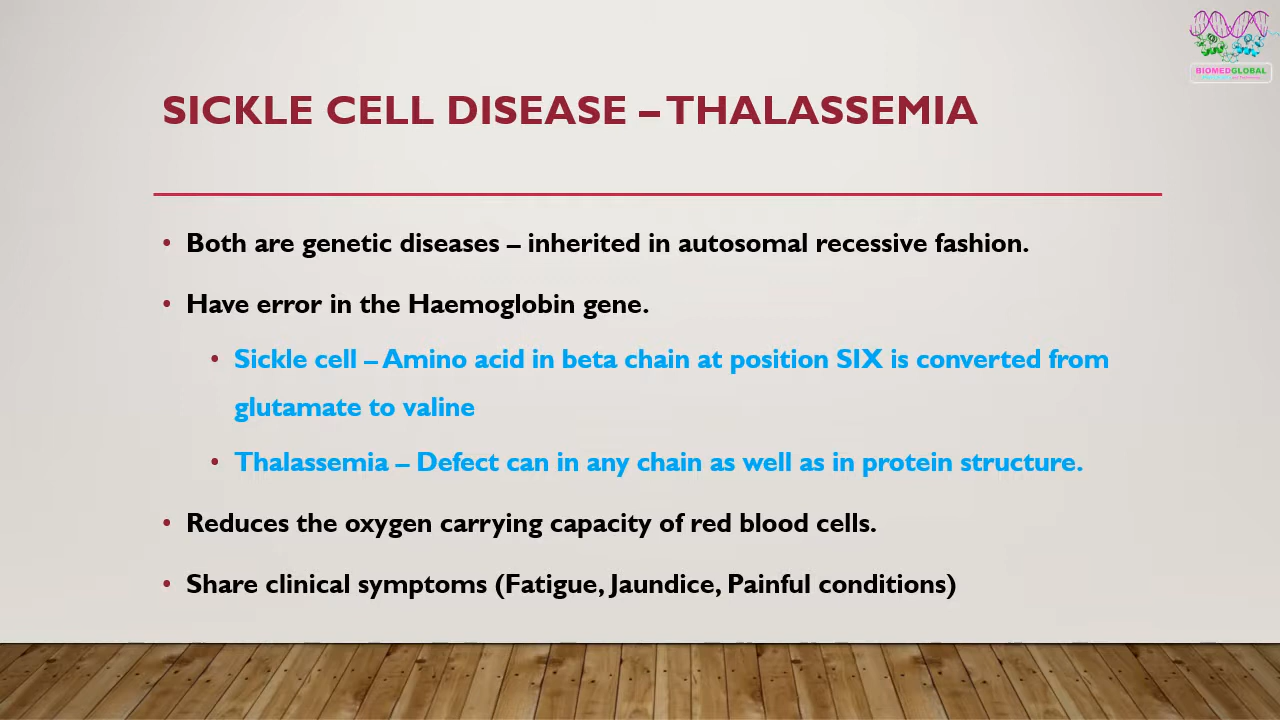 BIOMEDGLOBAL
SICKLE CELL DISEASE – THALASSEMIA
• Both are genetic diseases – inherited in autosomal recessive fashion.
• Have error in the Haemoglobin gene.
• Sickle cell – Amino acid in beta chain at position SIX is converted from
glutamate to valine
• Thalassemia – Defect can in any chain as well as in protein structure.
• Reduces the oxygen carrying capacity of red blood cells.
• Share clinical symptoms (Fatigue, Jaundice, Painful conditions)